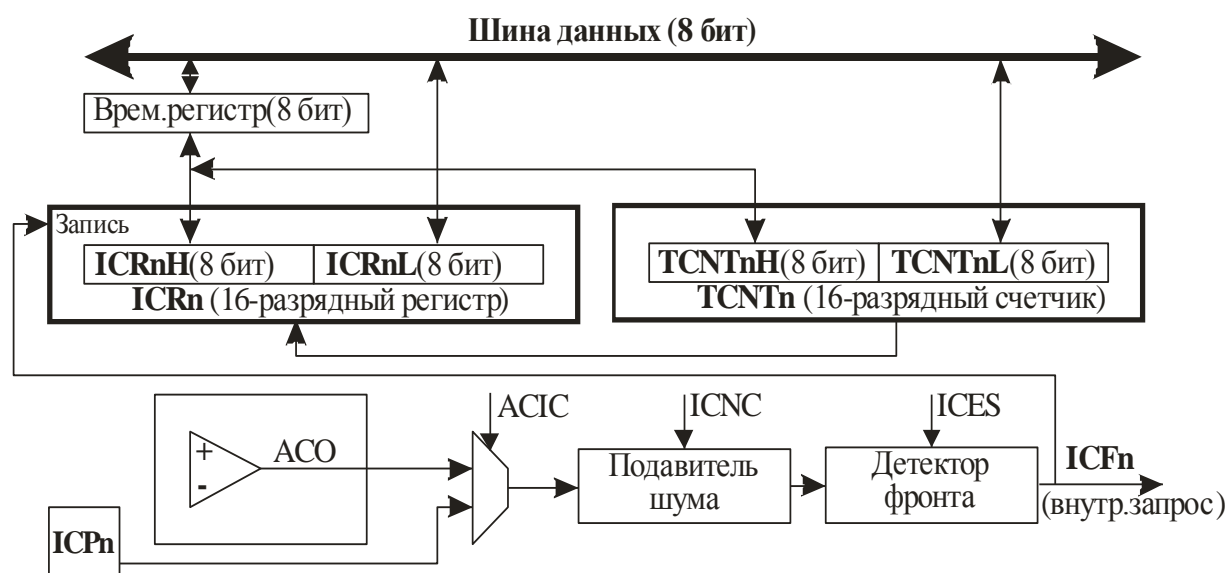 Шина данных (8 бит)
Врем.регистр(8 бит)
Запись
ICRnH(8 бит) ICRnL(8 бит)
ICRn (16-разрядный регистр)
TCNTnH(8 бит) TCNTnL(8 бит)
TCNTn (16-разрядный счетчик)
ACIC
ICNC
ICES
+
-
ACO
Подавитель
шума
Детектор
фронта
ICFn
(внутр.запрос)
ICPn